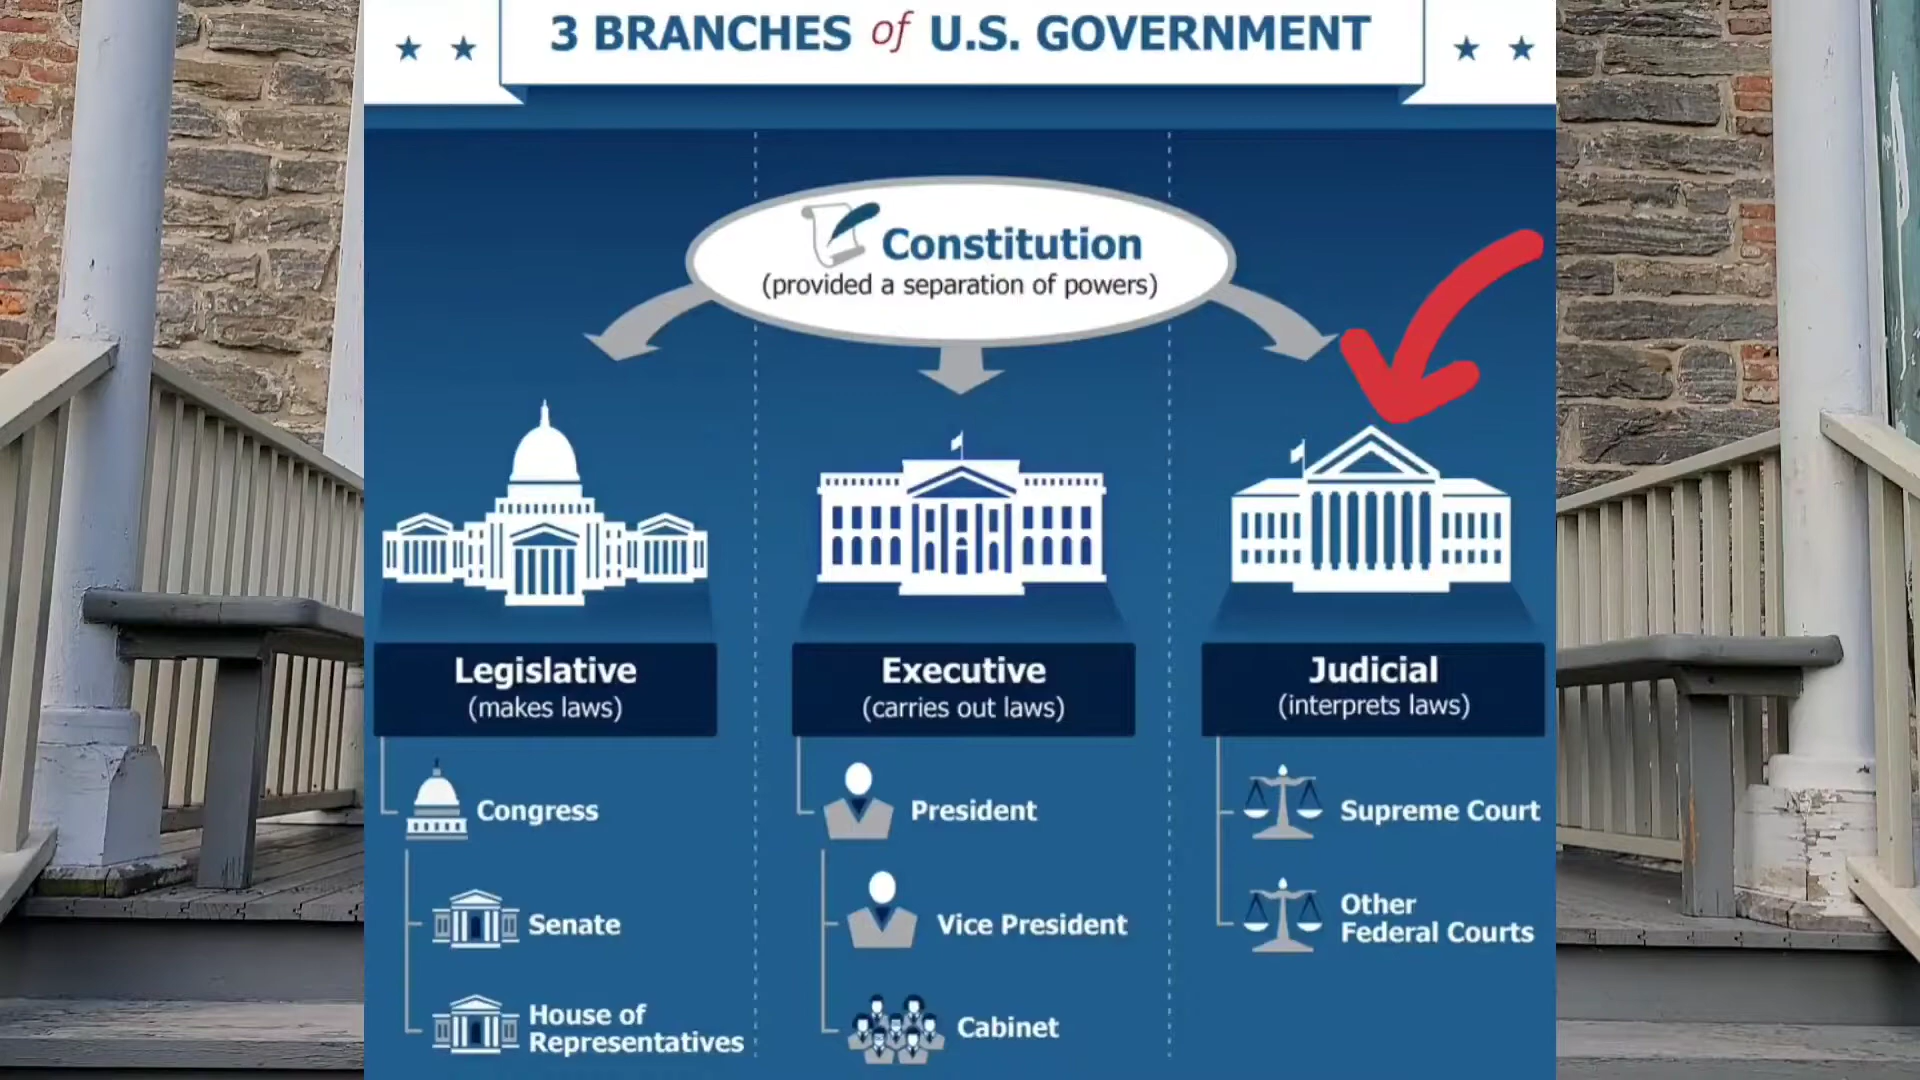 3 BRANCHES of U.S. GOVERNMENT
Constitution
(provided a separation of powers)
Legislative
(makes laws)
Congress
Senate
House of
Representatives
Executive
(carries out laws)
President
Vice President
Cabinet
Judicial
(interprets laws)
Supreme Court
Other
Federal Courts